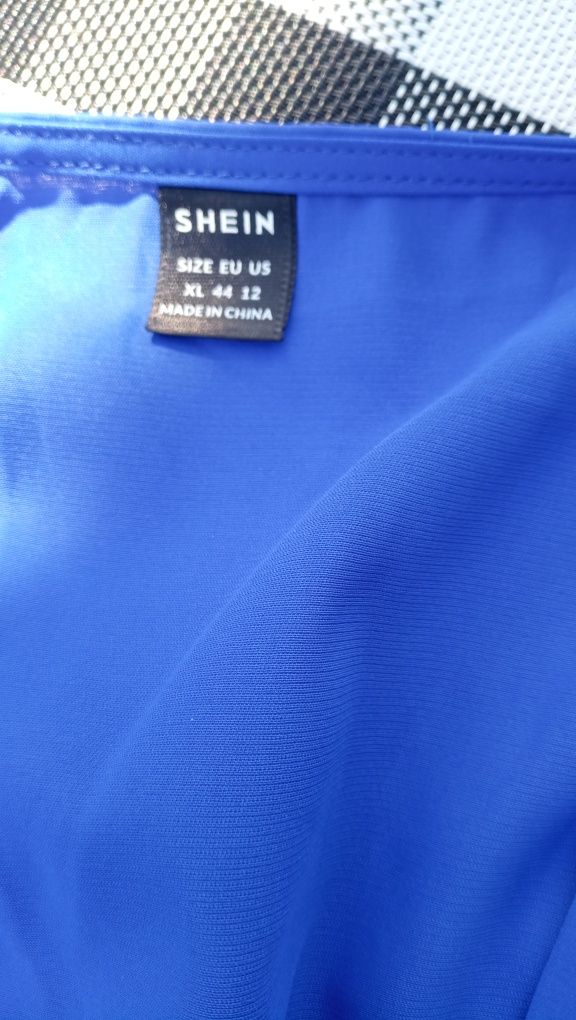 SHEIN
SIZE EU US
XL 44 12
MADE IN CHINA